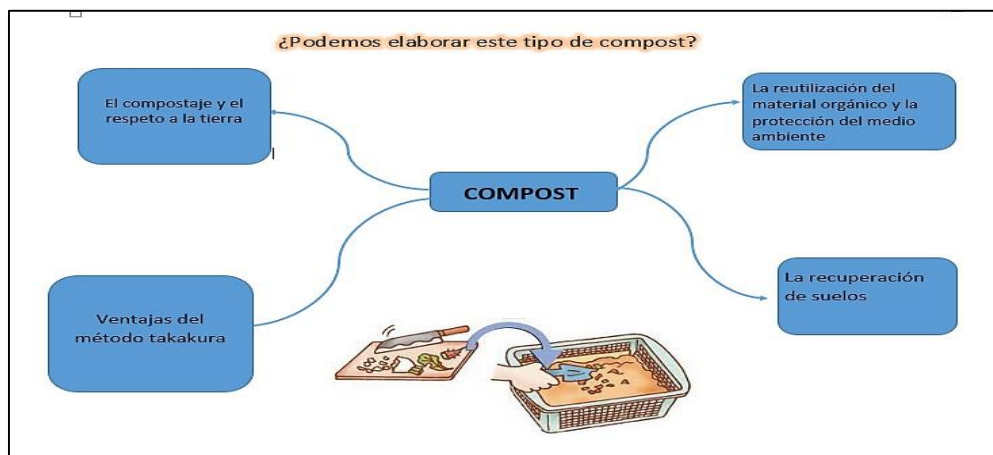 ¿Podemos elaborar este tipo de compost?
El compostaje y el
respeto a la tierra
La reutilización del
material orgánico y la
protección del medio
ambiente
COMPOST
Ventajas del
método takakura
La recuperación
de suelos